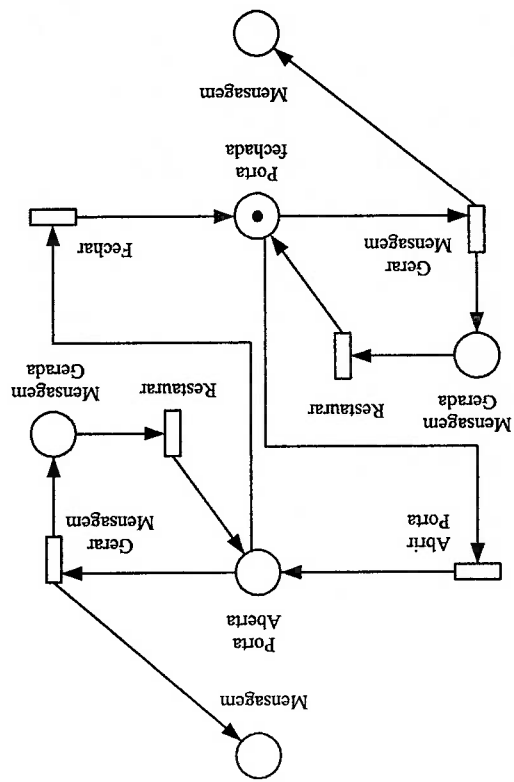 Mensagem
Porta
Aberta
Abrir
Porta
Gerar
Mensagem
Mensagem
Gerada
Restaurar
Restaurar
Mensagem
Gerada
Gerar
Mensagem
Fechar
Porta
fechada
Mensagem